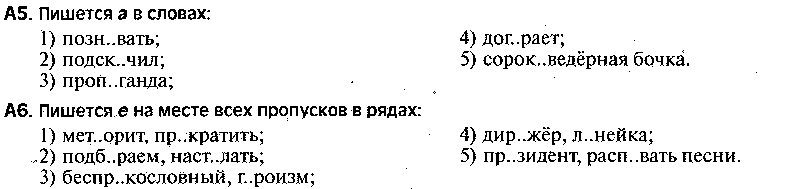 А5. Пишется а в словах:
1) позн..вать; 4) дог..рает;
2) подск..чил; 5) сорок..ведёрная бочка.
3) проп..ганда;
А6. Пишется е на месте всех пропусков в рядах:
1) мет..орит, пр..кратить; 4) дир..жёр, л..нейка;
2) подб..раем, наст..лать; 5) пр..зидент, расп..вать песни.
3) беспр..кословный, г..роизм;